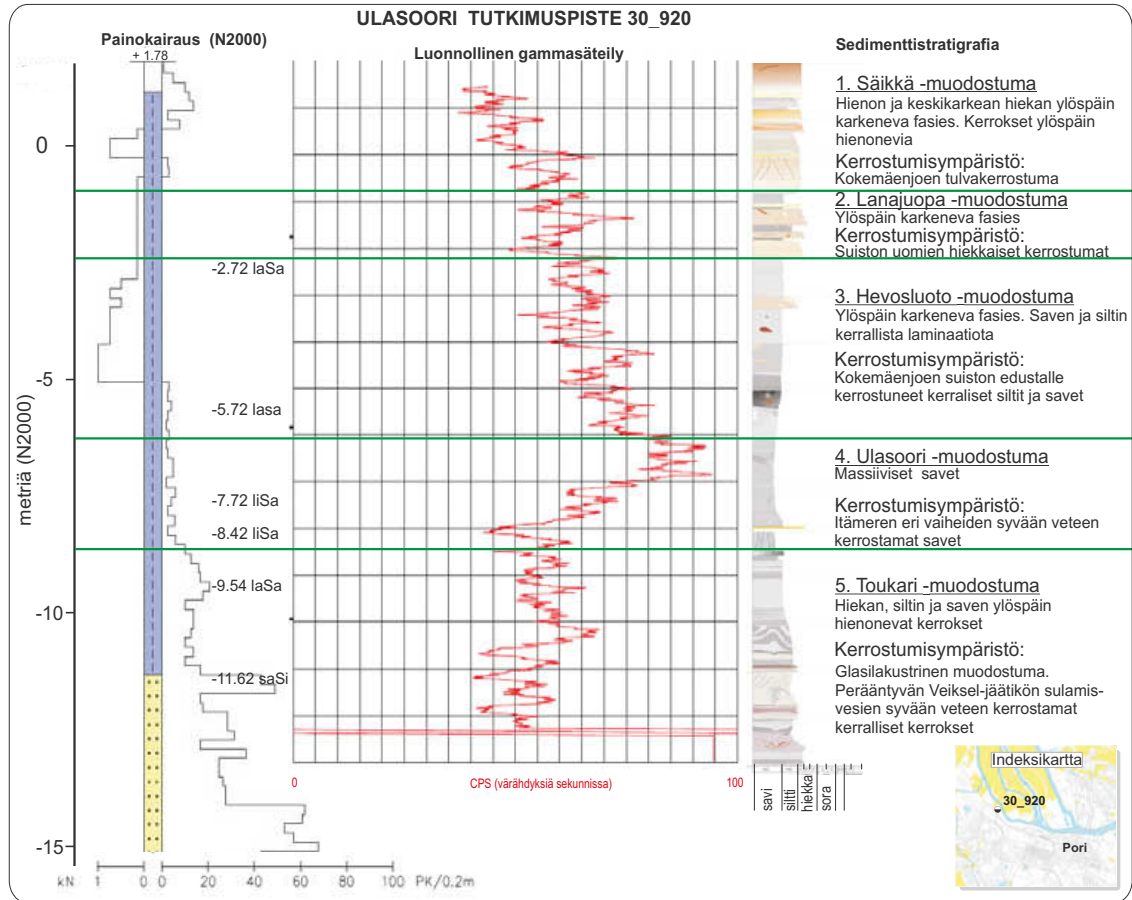 ULASOORI TUTKIMUSPISTE 30_920
Painokairaus (N2000)
+ 1.78
Luonnollinen gammasäteily
Sedimenttistratigrafia
metriä (N2000)
0
-5
-10
-15
-2.72 laSa
-5.72 lasa
-7.72 liSa
-8.42 liSa
-9.54 laSa
-11.62 saSi
1. Säikkä -muodostuma
Hienon ja keskikarkean hiekan ylöspäin
karkeneva fasies. Kerrokset ylöspäin
hienonevia
Kerrostumisympäristö:
Kokemäenjoen tulvakerrostuma
2. Lanajuopa -muodostuma
Ylöspäin karkeneva fasies
Kerrostumisympäristö:
Suiston uomien hiekkaiset kerrostumat
3. Hevosluoto -muodostuma
Ylöspäin karkeneva fasies. Saven ja siltin
kerrallista laminaatiota
Kerrostumisympäristö:
Kokemäenjoen suiston edustalle
kerrostuneet kerraliset siltit ja savet
4. Ulasoori -muodostuma
Massiiviset savet
Kerrostumisympäristö:
Itämeren eri vaiheiden syvään veteen
kerrostamat savet
5. Toukari -muodostuma
Hiekan, siltin ja saven ylöspäin
hienonevat kerrokset
Kerrostumisympäristö:
Glasilakustrinen muodostuma.
Perääntyvän Veiksel-jäätikön sulamis-
vesien syvään veteen kerrostamat
kerralliset kerrokset
0
CPS (värähdyksiä sekunnissa)
100
savi
siltti
hiekka
sora
Indeksikartta
30_920
Pori
kN 1 0 0 20 40 60 80 100 PK/0.2m